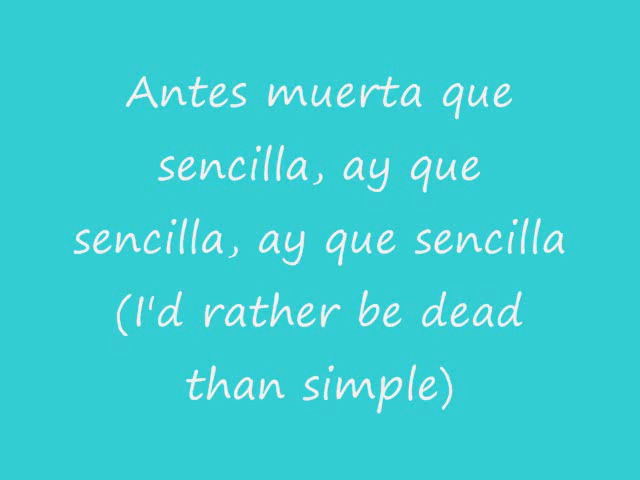 Antes muerta que
sencilla, ay que
sencilla, ay que sencilla
(I'd rather be dead
than simple)